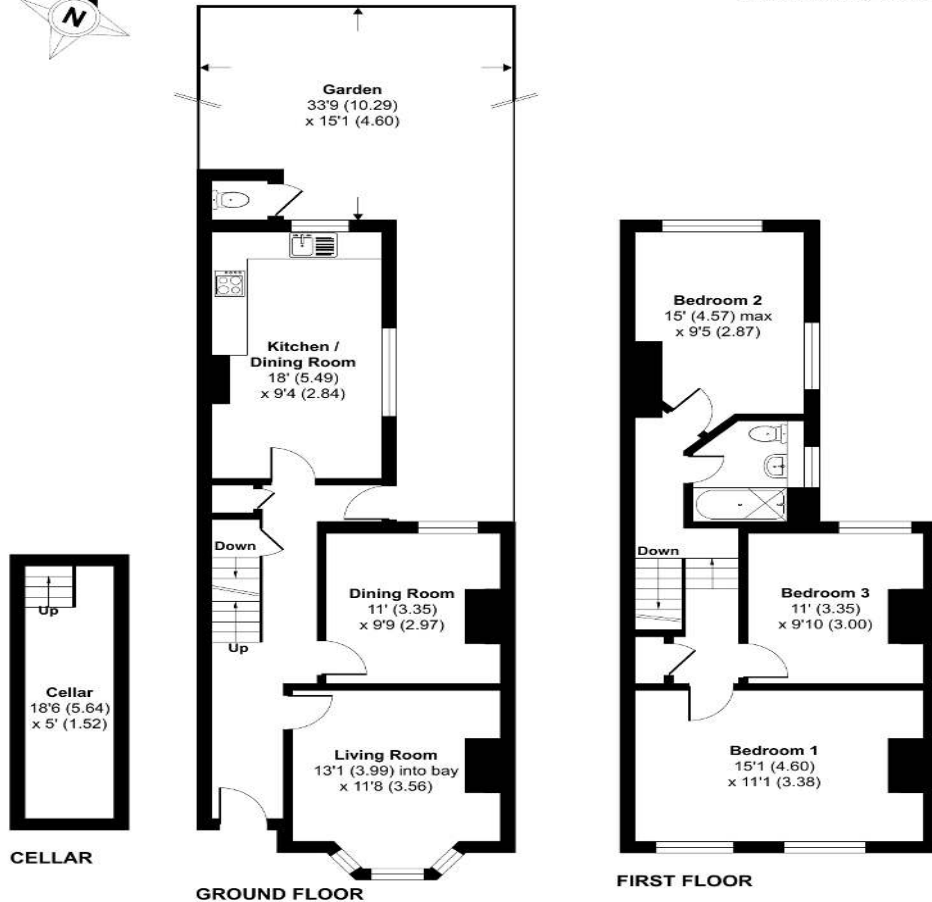 N
Garden
33'9 (10.29)
x 15'1 (4.60)
Kitchen /
Dining Room
18' (5.49)
x 9'4 (2.84)
Down
Up
Dining Room
11' (3.35)
x 9'9 (2.97)
Living Room
13'1 (3.99) into bay
x 11'8 (3.56)
GROUND FLOOR
Up
Cellar
18'6 (5.64)
x 5' (1.52)
CELLAR
Bedroom 2
15' (4.57) max
x 9'5 (2.87)
Down
Bedroom 3
11' (3.35)
x 9'10 (3.00)
Bedroom 1
15'1 (4.60)
x 11'1 (3.38)
FIRST FLOOR